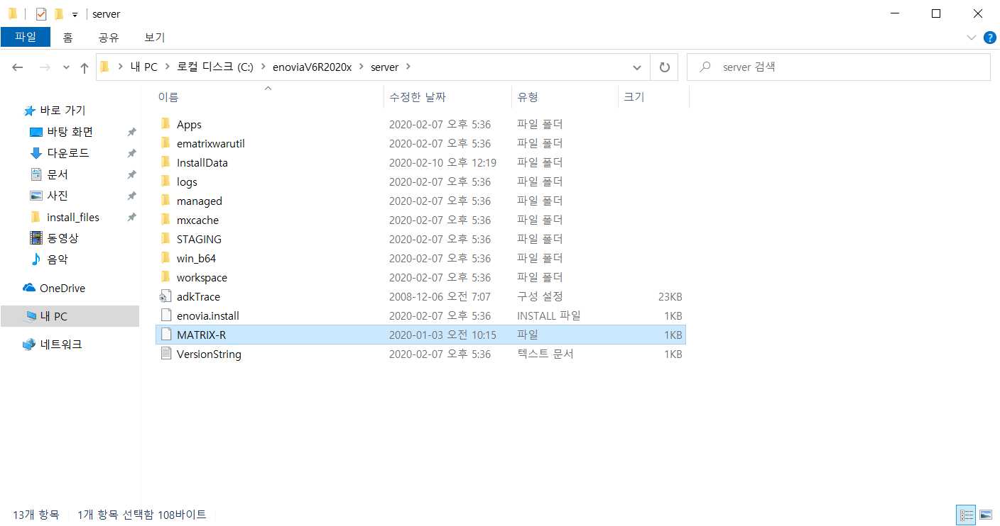 server
파일 홈 공유 보기
내 PC 로컬 디스크 (C:) enoviaV6R2020x server server 검색
이름 수정한 날짜 유형 크기
바로 가기
바탕 화면
다운로드
문서
사진
install_files
동영상
음악
OneDrive
내 PC
네트워크
Apps 2020-02-07 오후 5:36 파일 폴더
ematrixwarutil 2020-02-07 오후 5:36 파일 폴더
InstallData 2020-02-10 오후 12:19 파일 폴더
logs 2020-02-07 오후 5:36 파일 폴더
managed 2020-02-07 오후 5:36 파일 폴더
mxcache 2020-02-07 오후 5:36 파일 폴더
STAGING 2020-02-07 오후 5:36 파일 폴더
win_b64 2020-02-07 오후 5:36 파일 폴더
workspace 2020-02-07 오후 5:36 파일 폴더
adkTrace 2008-12-06 오전 7:07 구성 설정 23KB
enovia.install 2020-02-07 오후 5:36 INSTALL 파일 1KB
MATRIX-R 2020-01-03 오전 10:15 파일 1KB
VersionString 2020-02-07 오후 5:36 텍스트 문서 1KB
13개 항목 1개 항목 선택함 108바이트